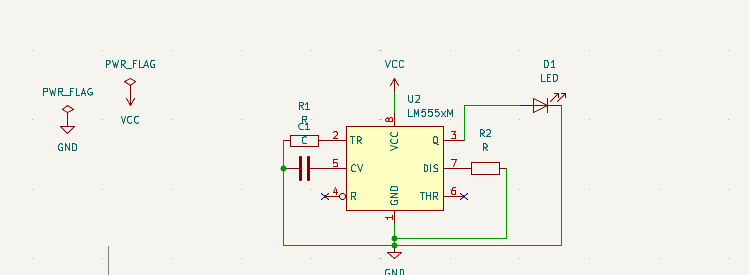 PWR_FLAG
VCC
PWR_FLAG
GND
VCC
U2
LM555xM
R1
R
C1
C
D1
LED
R2
R
8
VCC
2
TR
Q
3
5
CV
DIS
7
4
R
THR
6
GND
1
GND